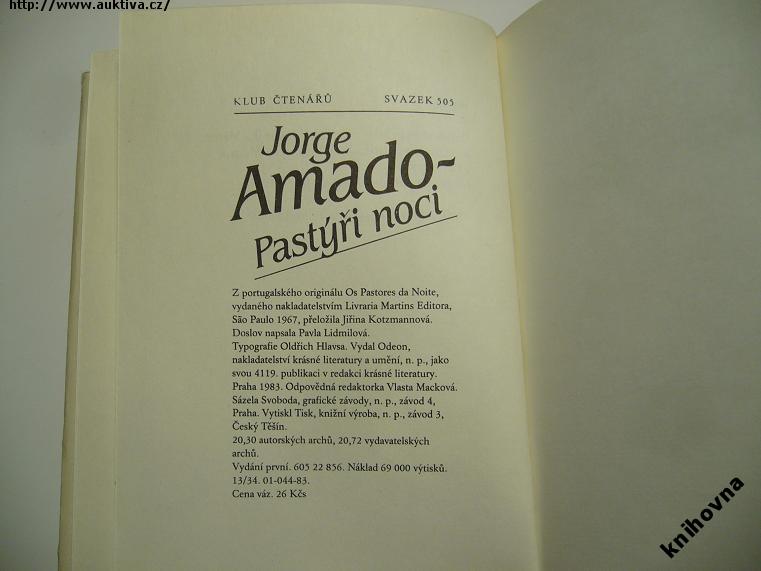 http://www.auktiva.cz/
KLUB ČTENÁŘŮ SVAZEK 505
Jorge
Amado-
Pastýři noci
Z portugalského originálu Os Pastores da Noite,
vydaného nakladatelstvím Livraria Martins Editora,
São Paulo 1967, přeložila Jiřina Kotzmannová.
Doslov napsala Pavla Lidmilová.
Typografie Oldřich Hlavsa. Vydal Odeon,
nakladatelství krásné literatury a umění, n. p., jako
svou 4119. publikaci v redakci krásné literatury.
Praha 1983. Odpovědná redaktorka Vlasta Macková.
Sázela Svoboda, grafické závody, n. p., závod 4,
Praha. Vytiskl Tisk, knižní výroba, n. p., závod 3,
Český Těšín.
20,30 autorských archů, 20,72 vydavatelských
archů.
Vydání první. 605 22 856. Náklad 69 000 výtisků.
13/34. 01-044-83.
Cena váz. 26 Kčs
knihovna